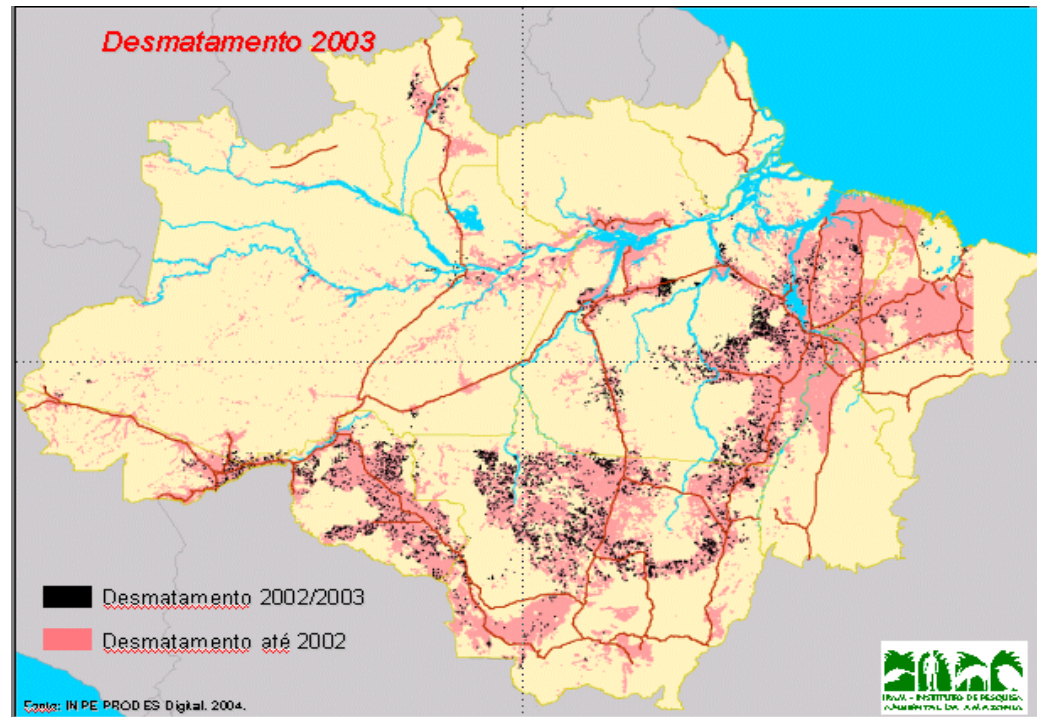 Desmatamento 2003
Desmatamento 2002/2003
Desmatamento até 2002
Fonte: INPE PRODES Digital. 2004.
IPAM - INSTITUTO DE PESQUISA
AMBIENTAL DA AMAZÔNIA